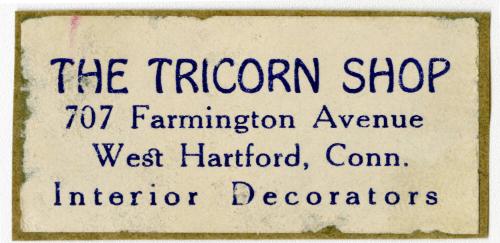 THE TRICORN SHOP
707 Farmington Avenue
West Hartford, Conn.
Interior Decorators